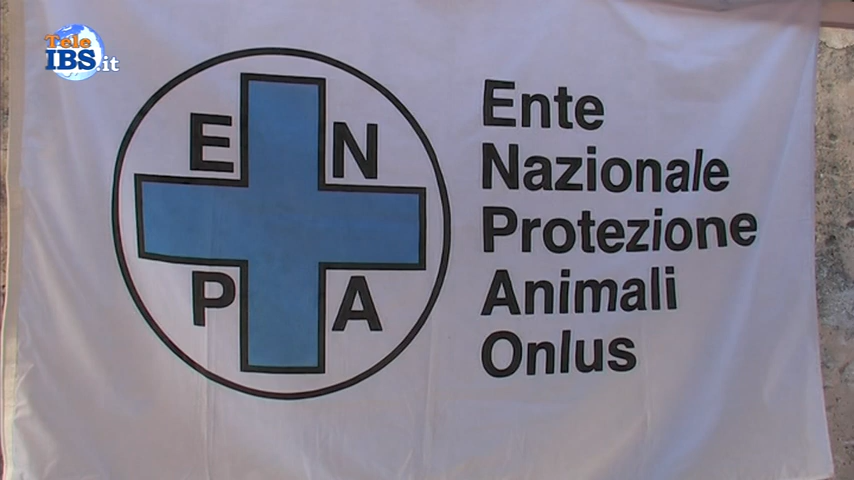 Tele
IBS.it
E N
P A
Ente
Nazionale
Protezione
Animali
Onlus